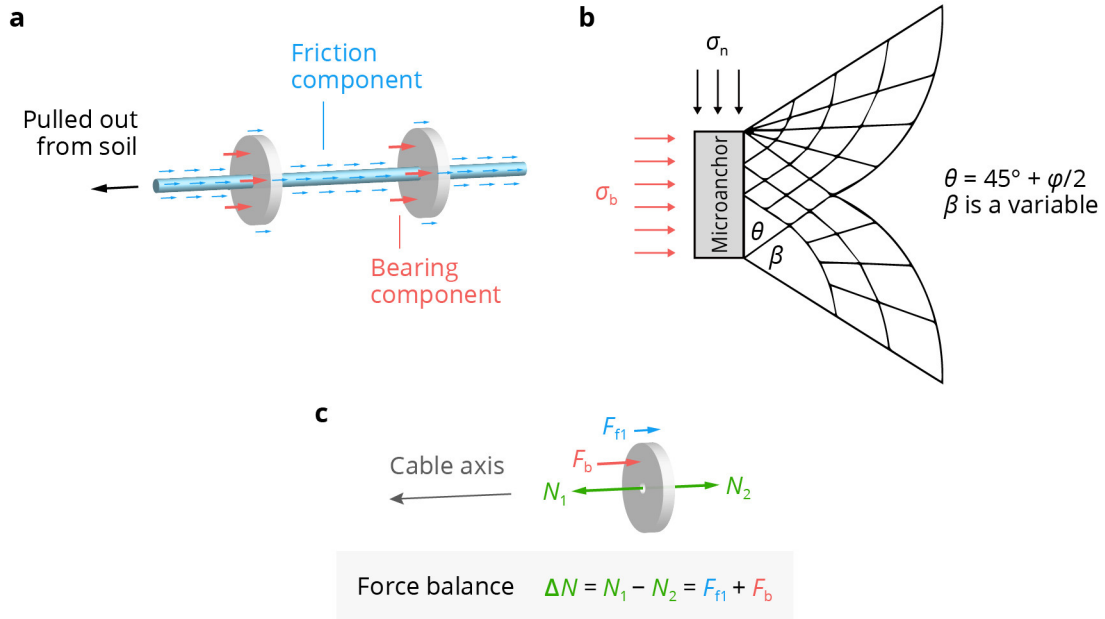 a
Friction
component
Pulled out
from soil
Bearing
component
b
σn
σb
Microanchor
θ
β
θ = 45° + φ/2
β is a variable
c
Ff1
Fb
Cable axis
N1
N2
Force balance ΔN = N1 − N2 = Ff1 + Fb